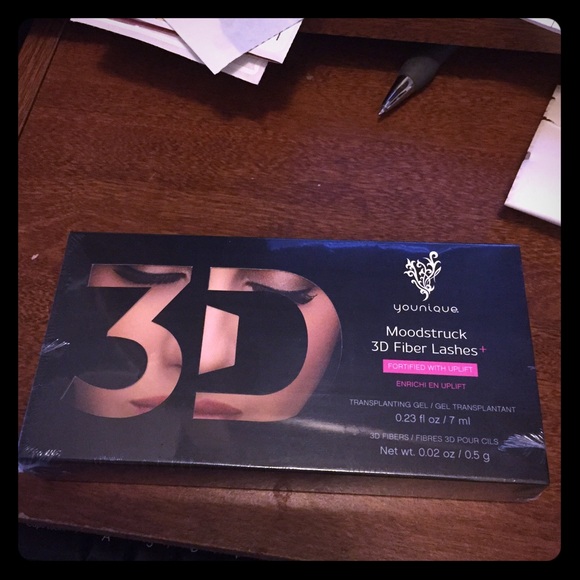 3D
younique
Moodstruck
3D Fiber Lashes+
FORTIFIED WITH UPLIFT
ENRICHI EN UPLIFT
TRANSPLANTING GEL / GEL TRANSPLANTANT
0.23 fl oz / 7 ml
3D FIBERS / FIBRES 3D POUR CILS
Net wt. 0.02 oz / 0.5 g